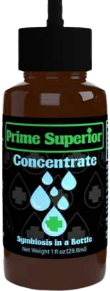 Prime Superior
Concentrate
Symbiosis in a Bottle
Net Weight 1 fl oz (29.6ml)